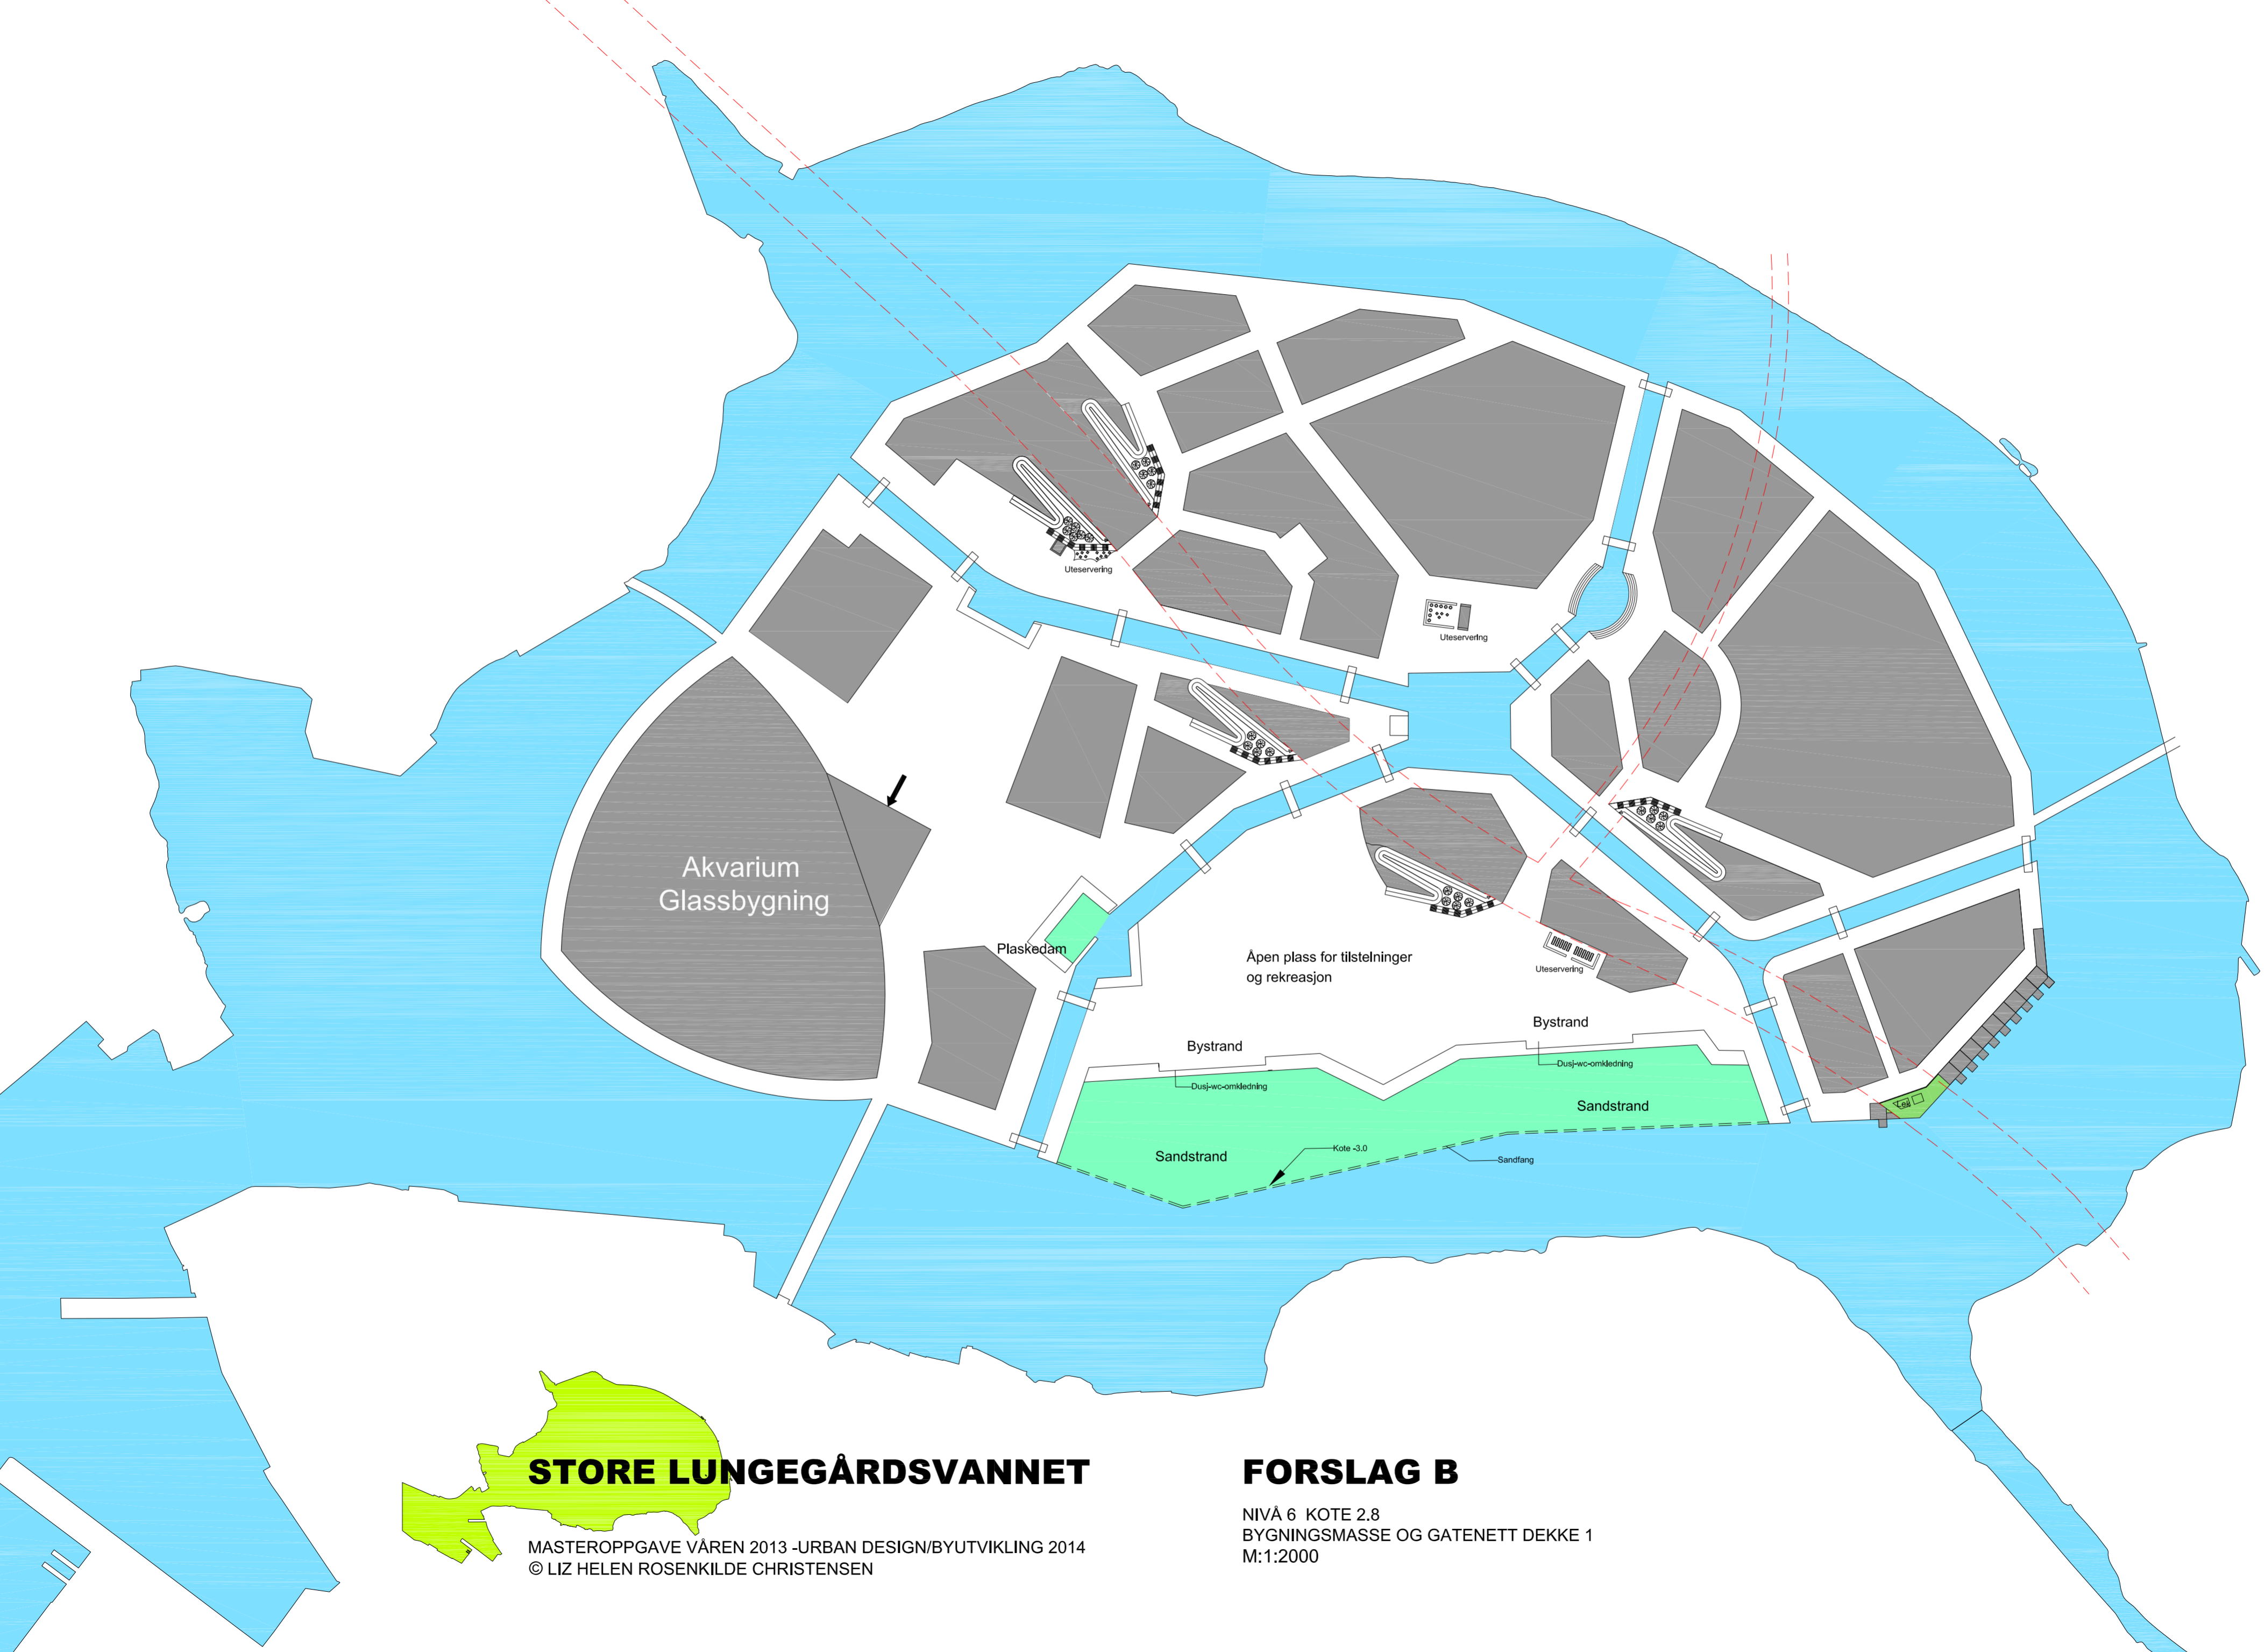 Uteservering
Uteservering
Akvarium
Glassbygning
Plaskedam
Åpen plass for tilstelninger
og rekreasjon
Uteservering
Bystrand
Bystrand
Dusj-wc-omkledning
Dusj-wc-omkledning
Sandstrand
Sandstrand
Kote -3.0
Sandfang
STORE LUNGEGÅRDSVANNET
MASTEROPPGAVE VÅREN 2013 -URBAN DESIGN/BYUTVIKLING 2014
© LIZ HELEN ROSENKILDE CHRISTENSEN
FORSLAG B
NIVÅ 6 KOTE 2.8
BYGNINGSMASSE OG GATENETT DEKKE 1
M:1:2000